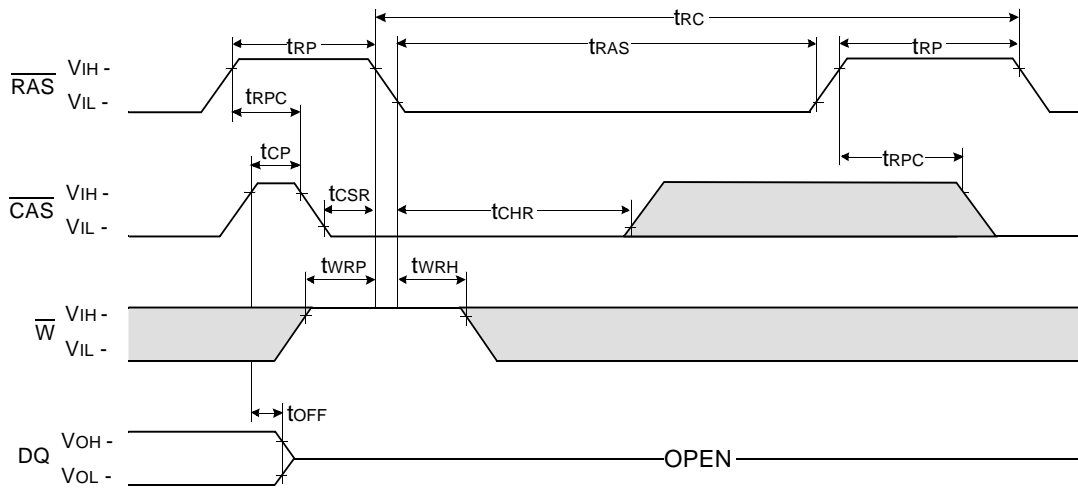 tRC
tRP tRAS tRP
RAS VIH -
VIL -
tRPC
tCP tRPC
CAS VIH -
VIL -
tCSR tCHR
tWRP tWRH
W VIH -
VIL -
tOFF
DQ VOH -
VOL -
OPEN